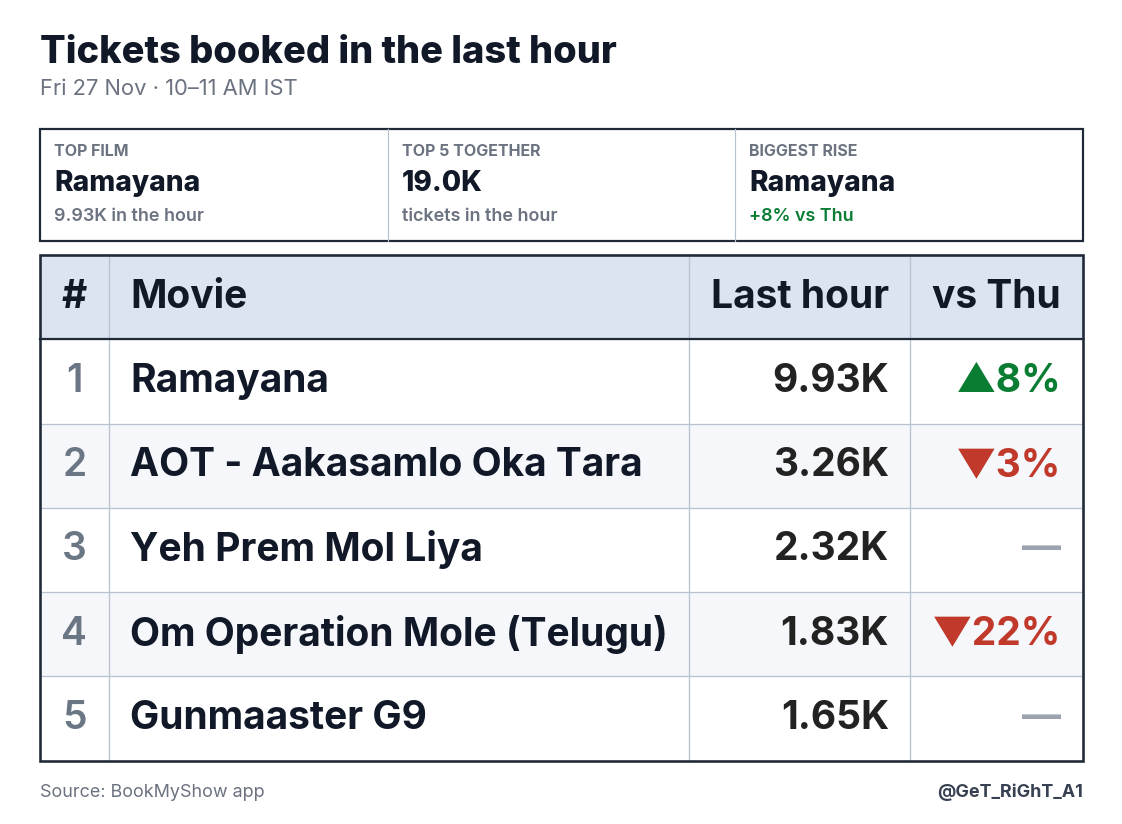 Tickets booked in the last hour
Fri 27 Nov · 10–11 AM IST
TOP FILM
Ramayana
9.93K in the hour
TOP 5 TOGETHER
19.0K
tickets in the hour
BIGGEST RISE
Ramayana
+8% vs Thu
# Movie Last hour vs Thu
1 Ramayana 9.93K ▲8%
2 AOT - Aakasamlo Oka Tara 3.26K ▼3%
3 Yeh Prem Mol Liya 2.32K —
4 Om Operation Mole (Telugu) 1.83K ▼22%
5 Gunmaaster G9 1.65K —
Source: BookMyShow app
@GeT_RiGhT_A1